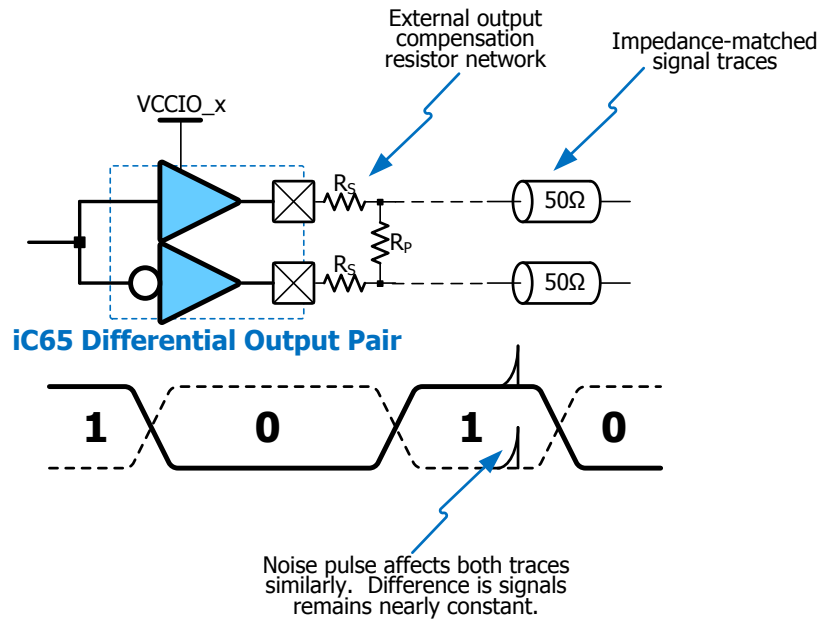 External output
compensation
resistor network
Impedance-matched
signal traces
VCCIO_x
RS
50Ω
RP
RS
50Ω
iC65 Differential Output Pair
1
0
1
0
Noise pulse affects both traces
similarly.  Difference is signals
remains nearly constant.